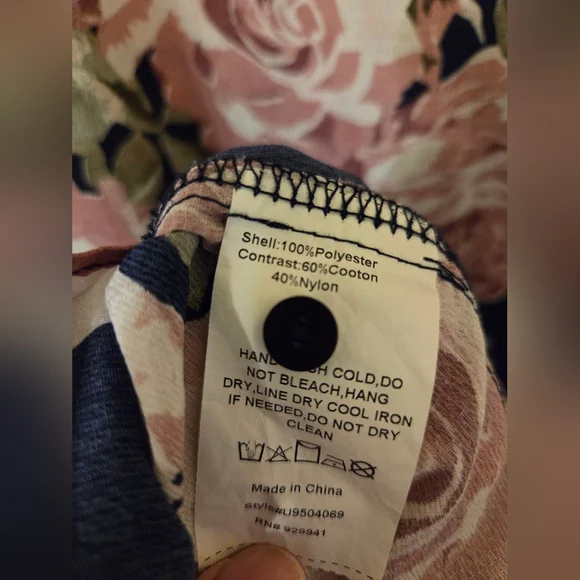 Shell:100%Polyester
Contrast:60%Cooton
40%Nylon
HAND COLD,DO
NOT BLEACH,HANG
DRY,LINE DRY COOL IRON
IF NEEDED,DO NOT DRY
CLEAN
Made in China
Style#U9504069
RN# 929941